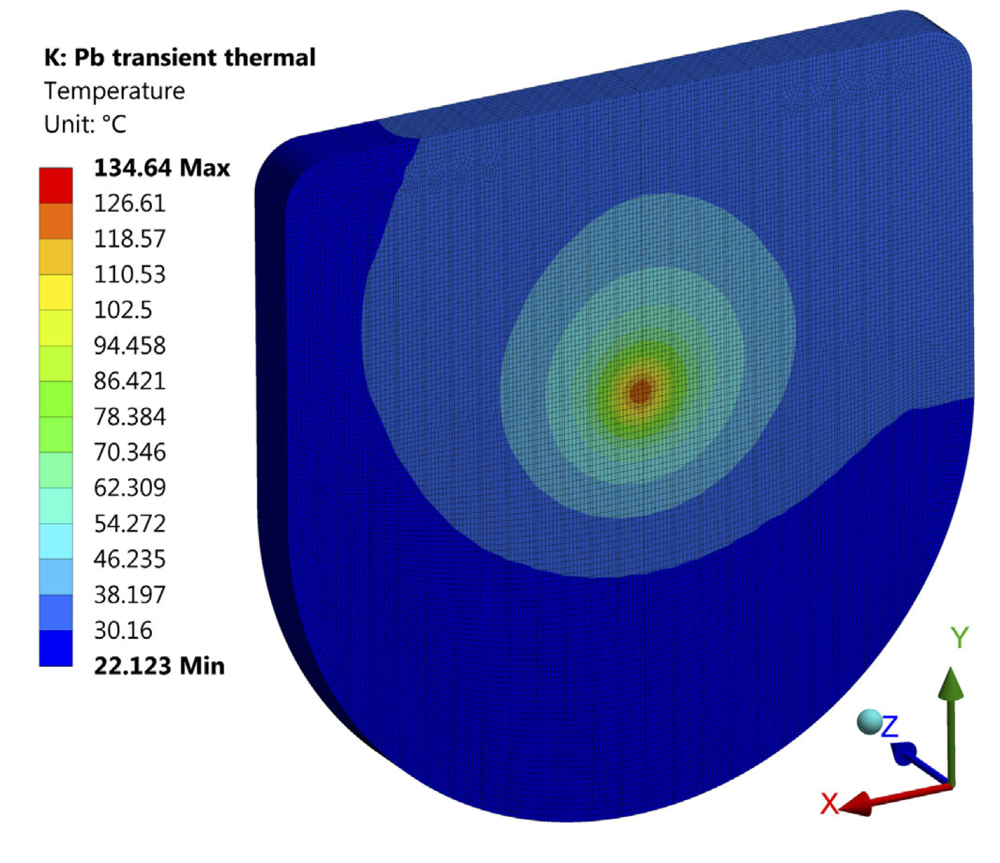 K: Pb transient thermal
Temperature
Unit: °C
134.64 Max
126.61
118.57
110.53
102.5
94.458
86.421
78.384
70.346
62.309
54.272
46.235
38.197
30.16
22.123 Min
Y
Z
X